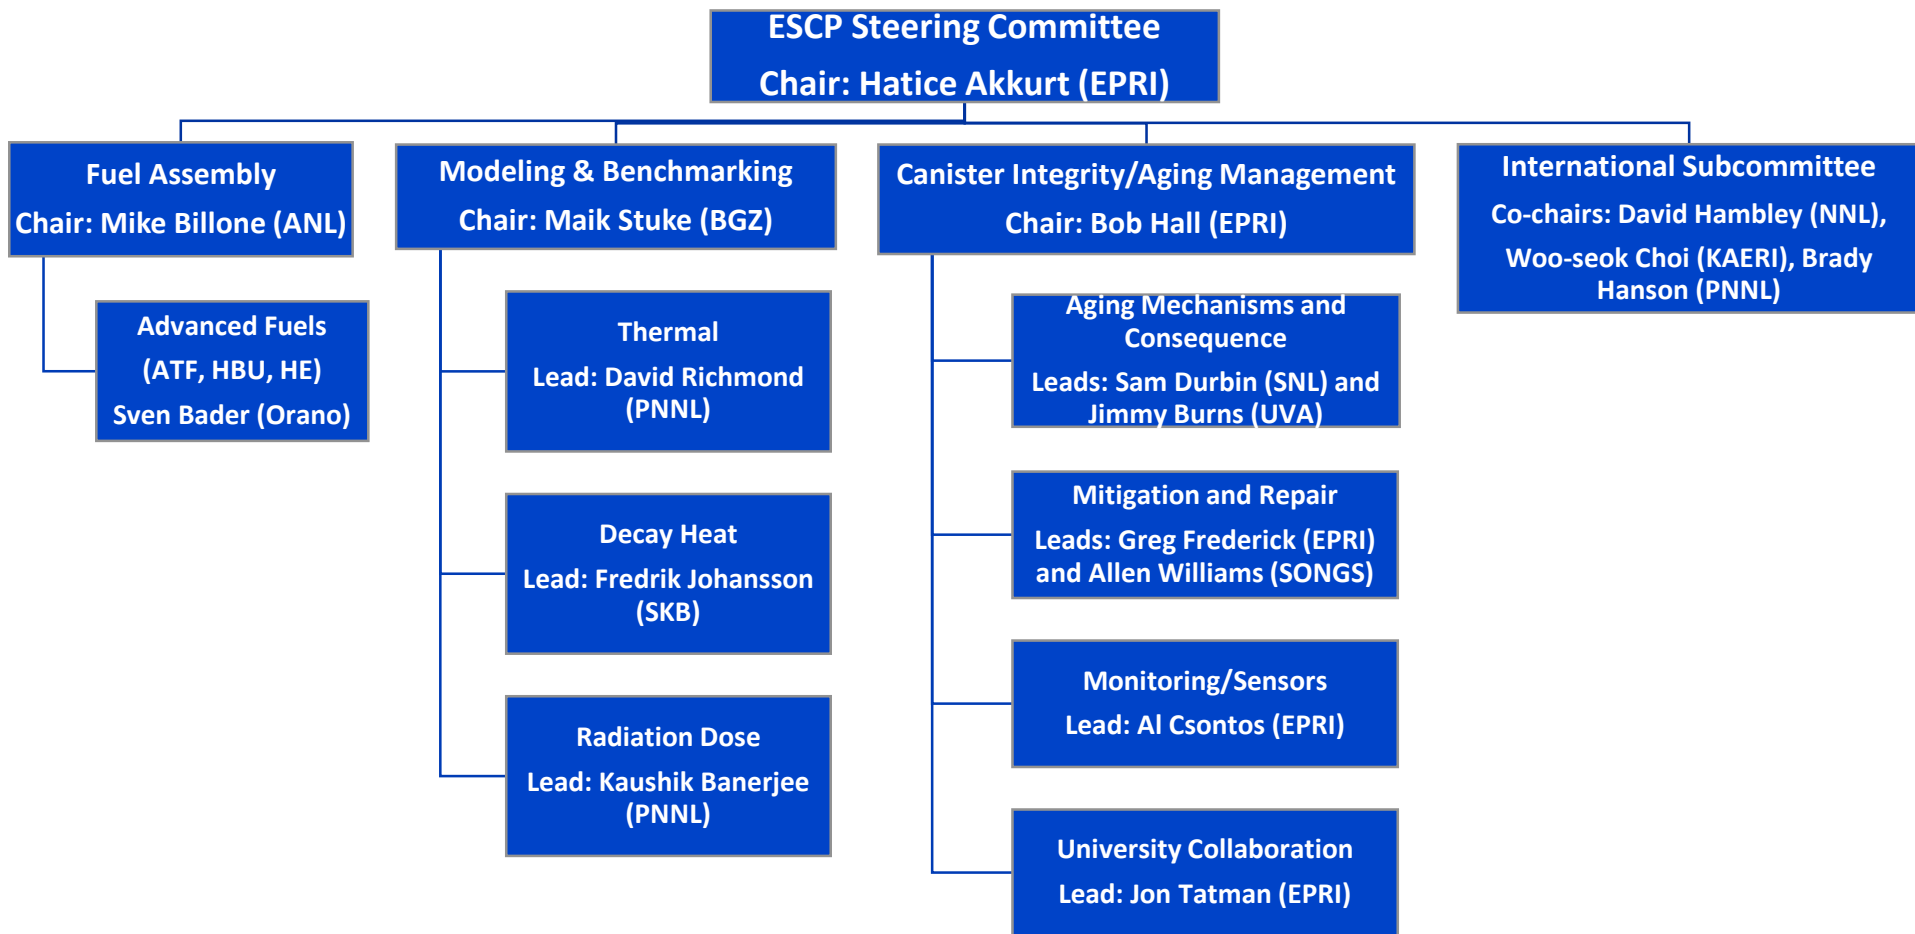 ESCP Steering Committee
Chair: Hatice Akkurt (EPRI)
Fuel Assembly
Chair: Mike Billone (ANL)
Advanced Fuels
(ATF, HBU, HE)
Sven Bader (Orano)
Modeling & Benchmarking
Chair: Maik Stuke (BGZ)
Thermal
Lead: David Richmond
(PNNL)
Decay Heat
Lead: Fredrik Johansson
(SKB)
Radiation Dose
Lead: Kaushik Banerjee
(PNNL)
Canister Integrity/Aging Management
Chair: Bob Hall (EPRI)
Aging Mechanisms and
Consequence
Leads: Sam Durbin (SNL) and
Jimmy Burns (UVA)
Mitigation and Repair
Leads: Greg Frederick (EPRI)
and Allen Williams (SONGS)
Monitoring/Sensors
Lead: Al Csontos (EPRI)
University Collaboration
Lead: Jon Tatman (EPRI)
International Subcommittee
Co-chairs: David Hambley (NNL),
Woo-seok Choi (KAERI), Brady
Hanson (PNNL)